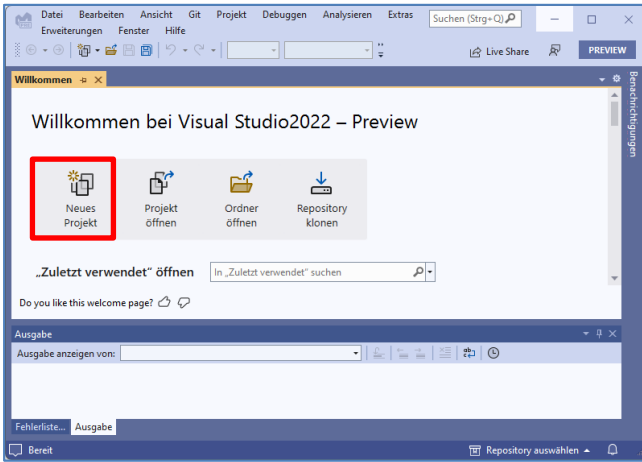 Datei Bearbeiten Ansicht Git Projekt Debuggen Analysieren Extras Suchen (Strg+Q)
Erweiterungen Fenster Hilfe
Live Share PREVIEW
Willkommen
Benachrichtigungen
Willkommen bei Visual Studio2022 – Preview
Neues Projekt
Projekt öffnen
Ordner öffnen
Repository klonen
„Zuletzt verwendet“ öffnen In „Zuletzt verwendet“ suchen
Do you like this welcome page?
Ausgabe
Ausgabe anzeigen von:
Fehlerliste... Ausgabe
Bereit Repository auswählen